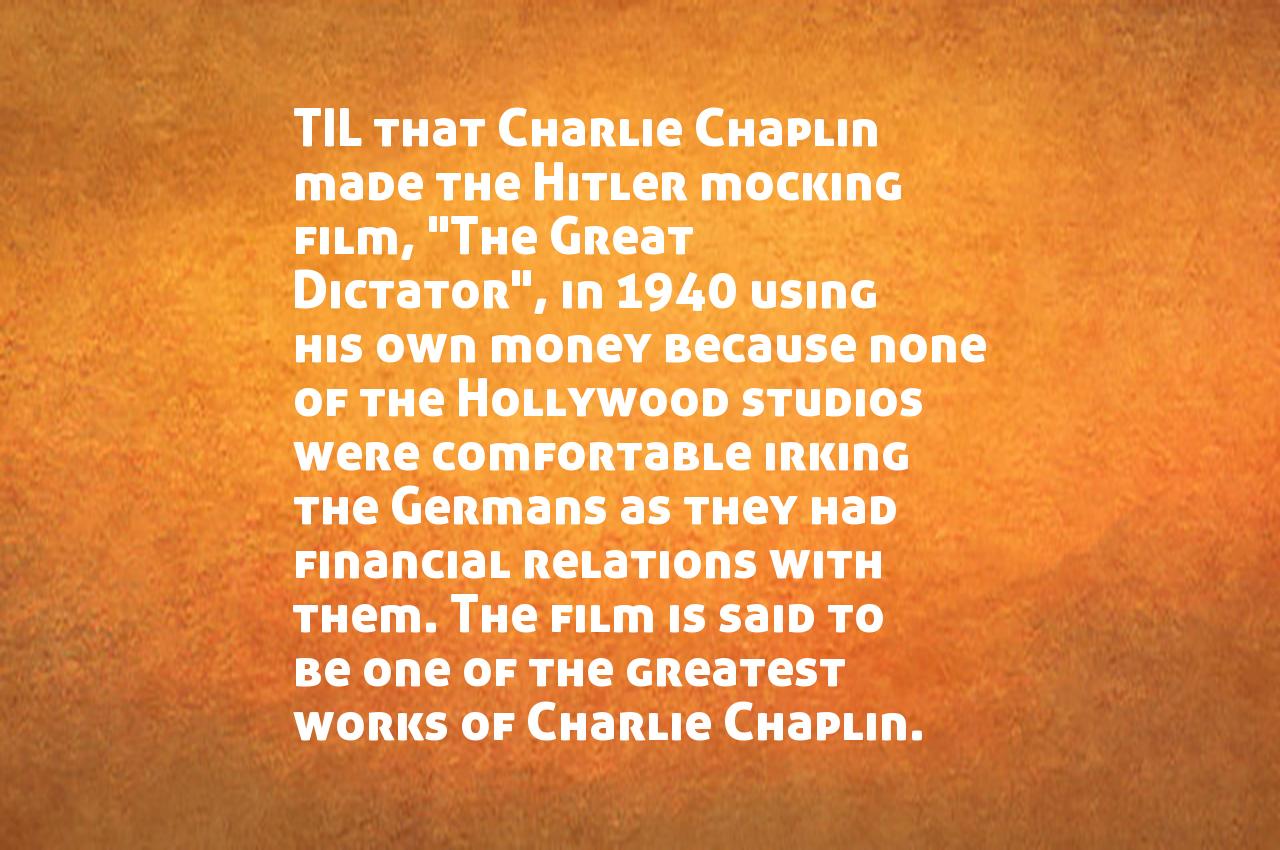 TIL that Charlie Chaplin
made the Hitler mocking
film, "The Great
Dictator", in 1940 using
his own money because none
of the Hollywood studios
were comfortable irking
the Germans as they had
financial relations with
them. The film is said to
be one of the greatest
works of Charlie Chaplin.